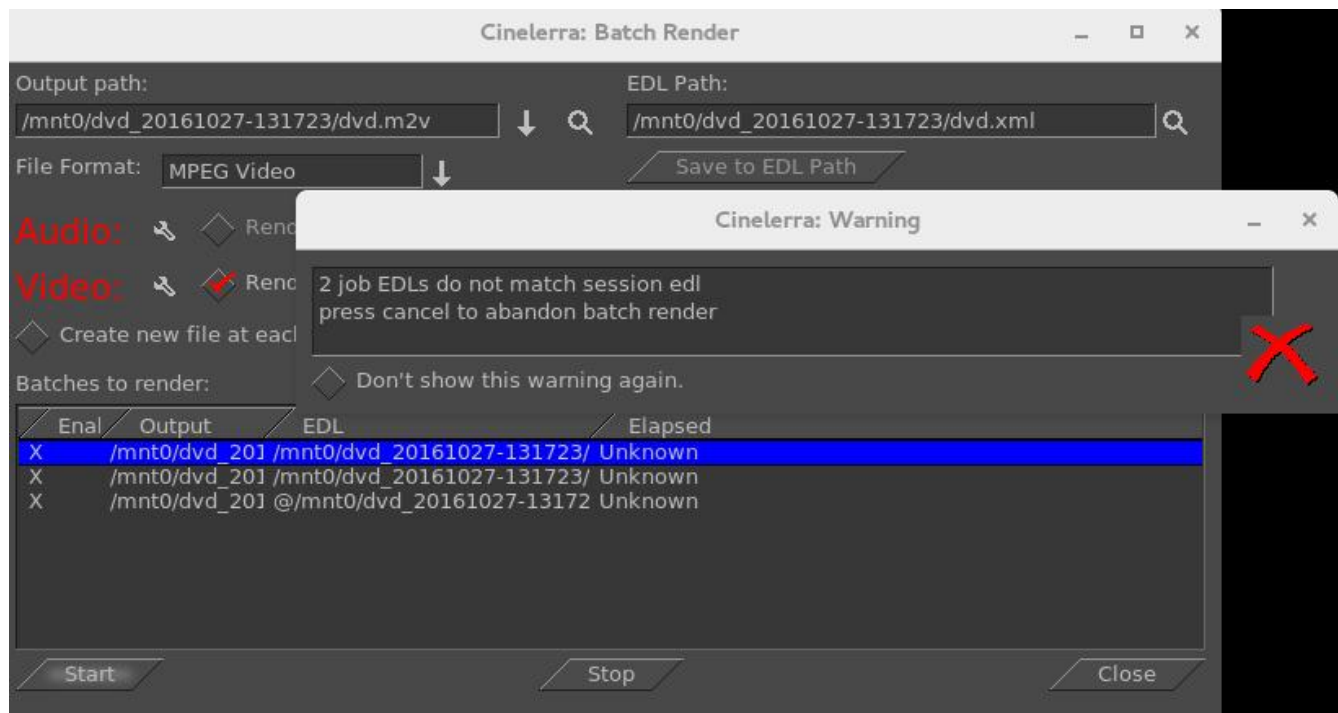 Cinelerra: Batch Render
Output path:
EDL Path:
/mnt0/dvd_20161027-131723/dvd.m2v
/mnt0/dvd_20161027-131723/dvd.xml
File Format:
MPEG Video
Save to EDL Path
Cinelerra: Warning
Audio:
Rend
2 job EDLs do not match session edl
Video:
Rend
press cancel to abandon batch render
Create new file at eac
Don't show this warning again.
Batches to render:
Enal Output EDL Elapsed
X /mnt0/dvd_201 /mnt0/dvd_20161027-131723/ Unknown
X /mnt0/dvd_201 /mnt0/dvd_20161027-131723/ Unknown
X /mnt0/dvd_201 @/mnt0/dvd_20161027-13172 Unknown
Start
Stop
Close